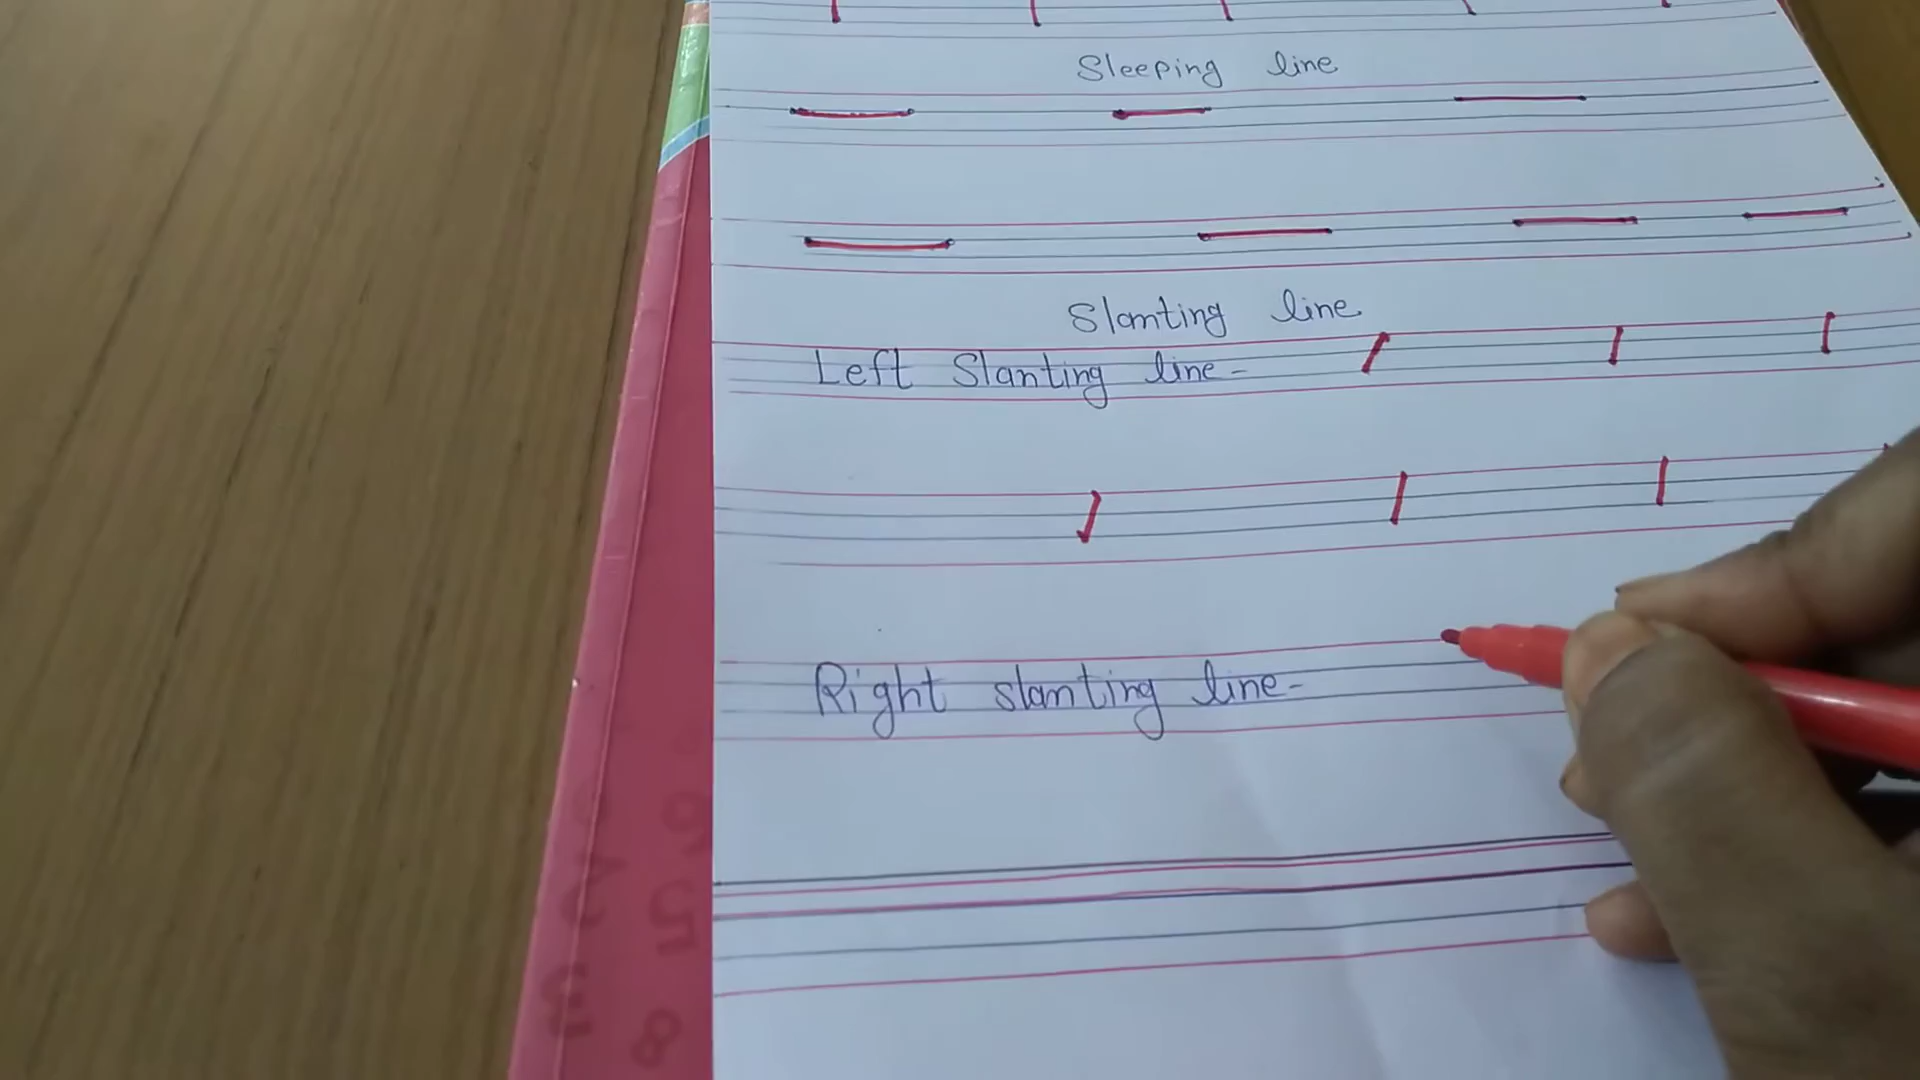 Sleeping line
Slanting line
Left Slanting line -
Right slanting line -